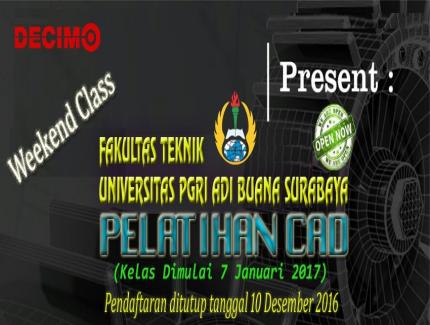 DECIMO
Present :
Weekend Class
OPEN NOW
FAKULTAS TEKNIK
UNIVERSITAS PGRI ADI BUANA SURABAYA
PELATIHAN CAD
(Kelas Dimulai 7 Januari 2017)
Pendaftaran ditutup tanggal 10 Desember 2016